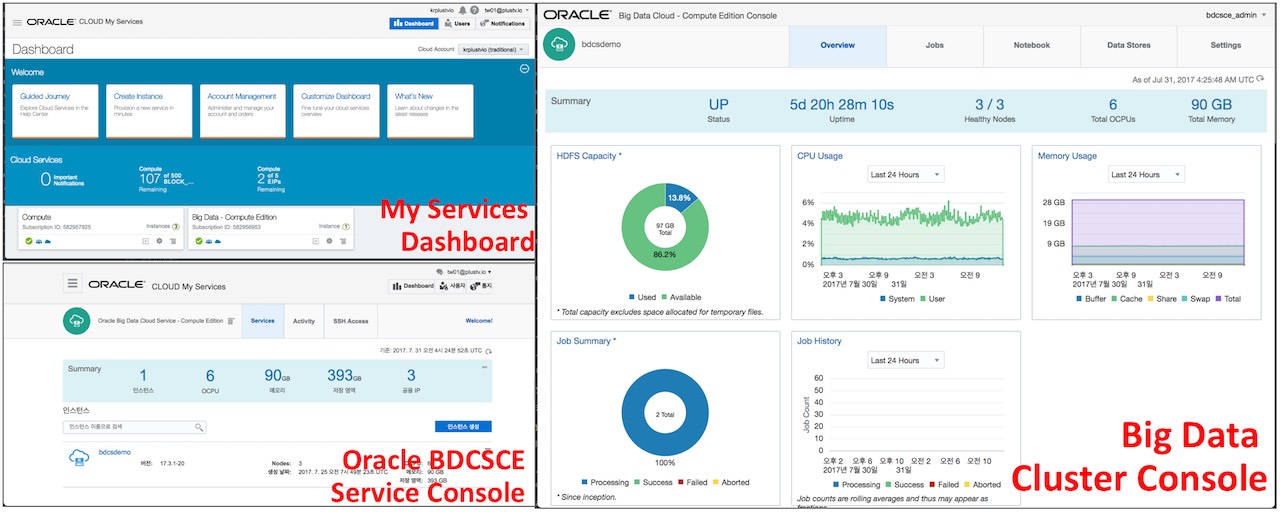 krplustvio tw01@plustv.io
ORACLE® CLOUD My Services
Dashboard Users Notifications
Dashboard
Cloud Account krplustvio (traditional)
Welcome
Guided Journey
Explore Cloud Services in the
Help Center
Create Instance
Provision a new service in
minutes
Account Management
Administer and manage your
account and orders
Customize Dashboard
Fine tune your cloud services
overview
What's New
Learn about changes in the
latest releases
Cloud Services
0 Important
Notifications
Compute
107 of 500
BLOCK_...
Remaining
Compute
2 of 5
EIPs
Remaining
Compute
Subscription ID: 582957925 Instances 3
Big Data - Compute Edition
Subscription ID: 582956953 Instance 1
My Services
Dashboard
tw01@plustv.io
ORACLE® CLOUD My Services
Dashboard 사용자 통지
Oracle Big Data Cloud Service - Compute Edition
Services Activity SSH Access
Welcome!
기준: 2017. 7. 31 오전 4시 24분 52초 UTC
Summary
1 6 90GB 393GB 3
인스턴스 OCPU 메모리 저장 영역 공용 IP
인스턴스
인스턴스 이름으로 검색
인스턴스 생성
bdcsdemo
버전: 17.3.1-20
Nodes: 3
생성 날짜: 2017. 7. 25 오전 7시 49분 23초 UTC
메모리: 90 GB
저장 영역: 393 GB
Oracle BDCSCE
Service Console
ORACLE® Big Data Cloud - Compute Edition Console
bdcsce_admin
bdcsdemo
Overview Jobs Notebook Data Stores Settings
As of Jul 31, 2017 4:25:48 AM UTC
Summary
UP 5d 20h 28m 10s 3 / 3 6 90 GB
Status Uptime Healthy Nodes Total OCPUs Total Memory
HDFS Capacity *
13.8%
97 GB
Total
86.2%
Used Available
* Total capacity excludes space allocated for temporary files.
CPU Usage
Last 24 Hours
6%
4%
2%
0%
오후 3 오후 9 오전 3 오전 9
2017년 7월 30일 31일
System User
Memory Usage
Last 24 Hours
28 GB
19 GB
9 GB
오후 3 오후 9 오전 3 오전 9
2017년 7월 30일 31일
Buffer Cache Share Swap Total
Job Summary *
2 Total
100%
Processing Success Failed Aborted
* Since inception.
Job History
Last 24 Hours
Job Count
60
50
40
30
20
10
0
오후 2 오후 6 오후 10 오전 2 오전 6 오전 10
2017년 7월 30일 31일
Processing Success Failed Aborted
Job counts are rolling averages and thus may appear as
fractions.
Big Data
Cluster Console